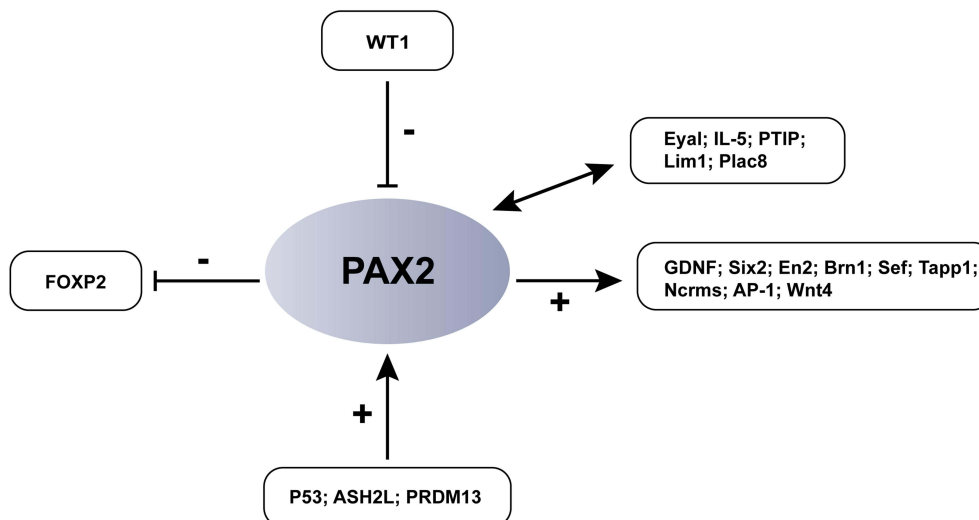 WT1
-
Eyal; IL-5; PTIP;
Lim1; Plac8
FOXP2
-
PAX2
+
GDNF; Six2; En2; Brn1; Sef; Tapp1;
Ncrms; AP-1; Wnt4
+
P53; ASH2L; PRDM13